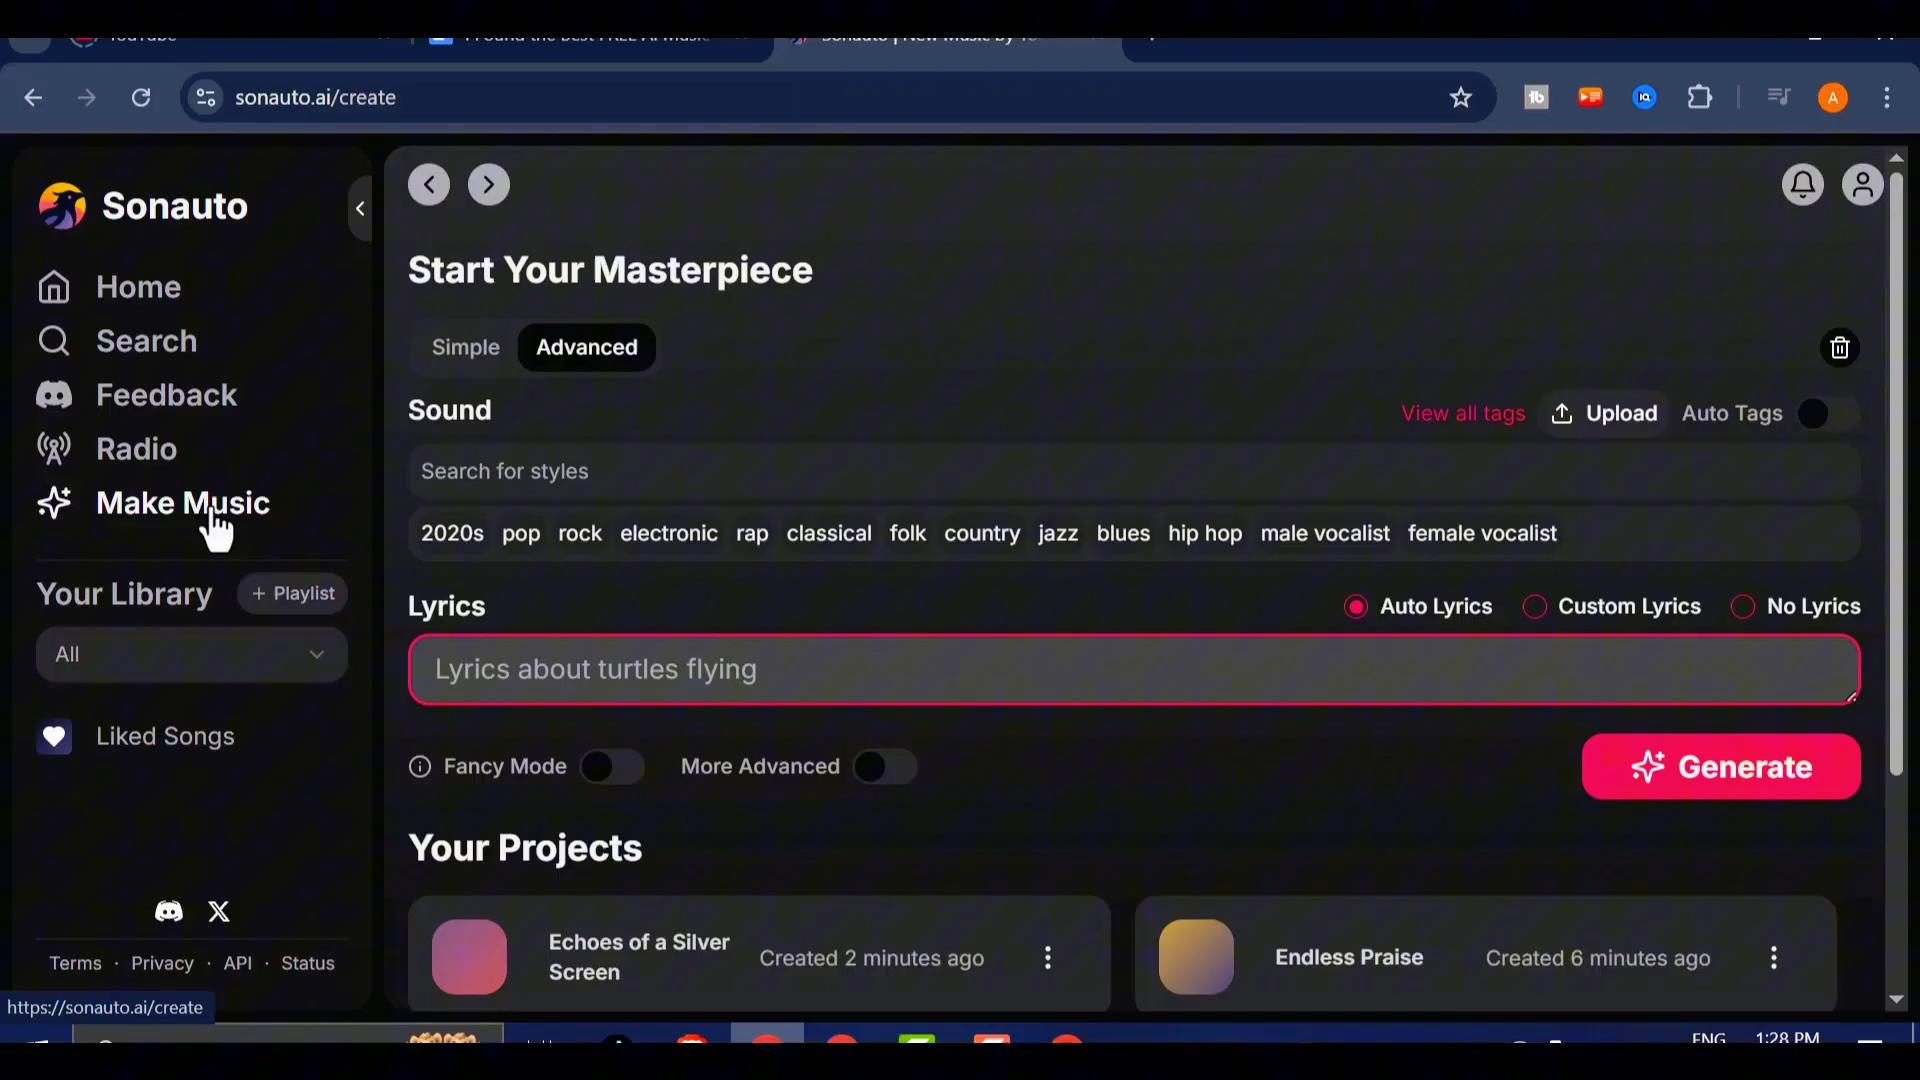 sonauto.ai/create
A
Sonauto
Home
Search
Feedback
Radio
Make Music
Your Library
+ Playlist
All
Liked Songs
Terms · Privacy · API · Status
https://sonauto.ai/create
Start Your Masterpiece
Simple
Advanced
Sound
View all tags
Upload
Auto Tags
Search for styles
2020s pop rock electronic rap classical folk country jazz blues hip hop male vocalist female vocalist
Lyrics
Auto Lyrics
Custom Lyrics
No Lyrics
Lyrics about turtles flying
Fancy Mode
More Advanced
Generate
Your Projects
Echoes of a Silver
Screen
Created 2 minutes ago
Endless Praise
Created 6 minutes ago
ENG
1:28 PM